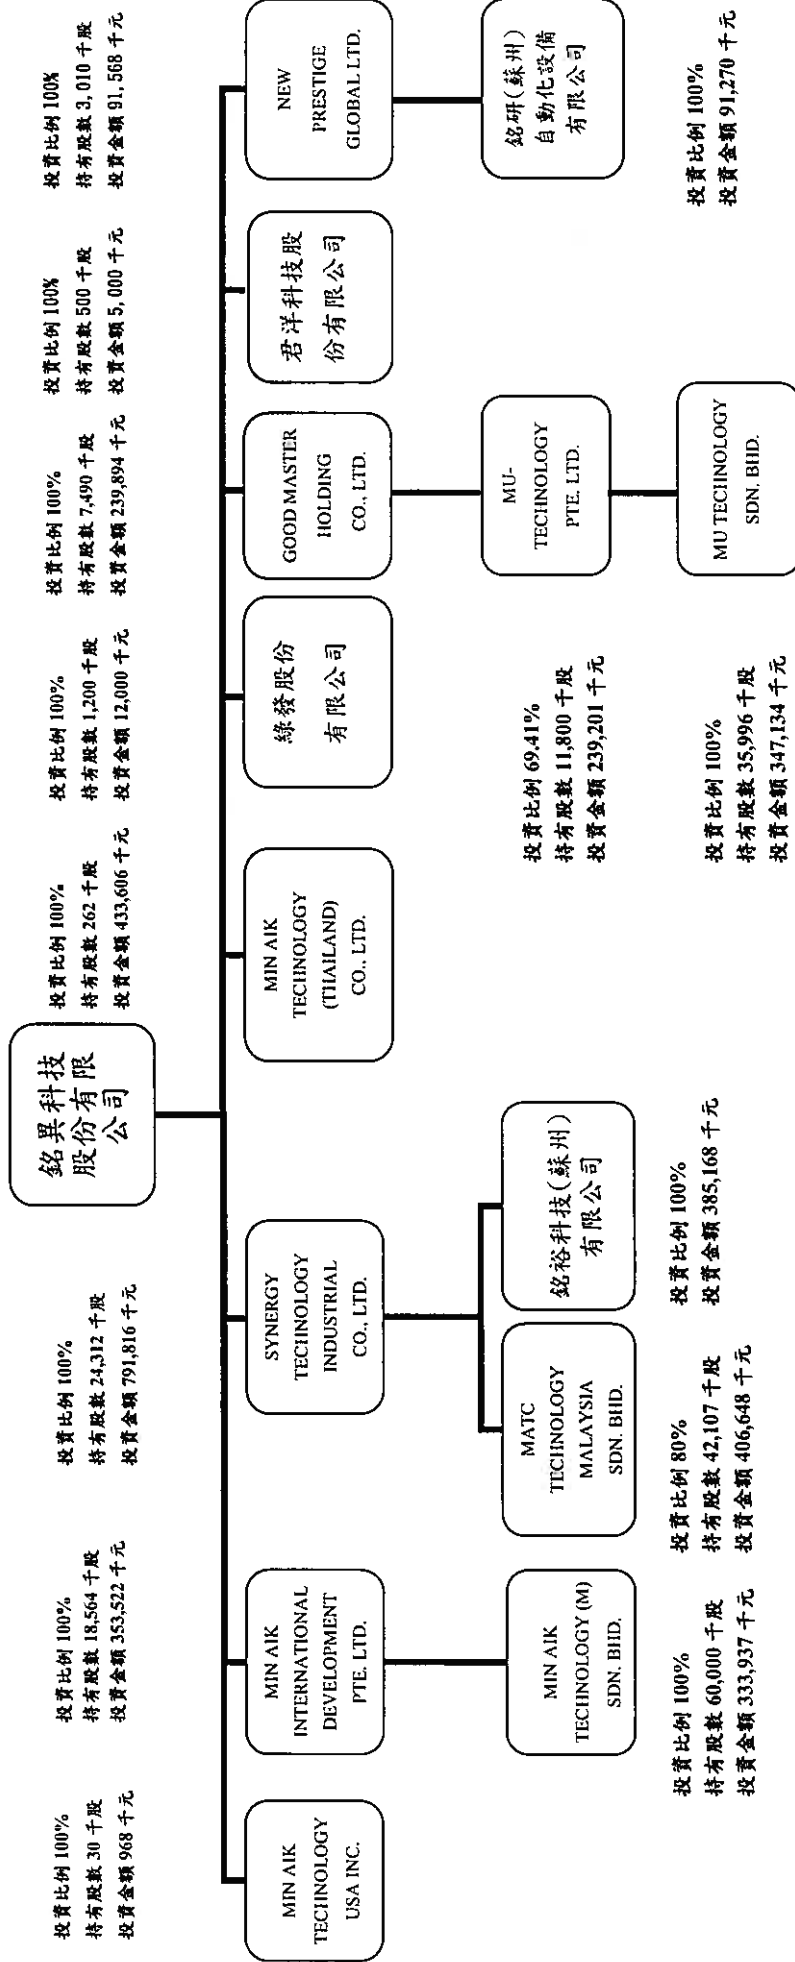 銘異科技
股份有限
公司
投資比例 100%
持有股數 30 千股
投資金額 968 千元
投資比例 100%
持有股數 18,564 千股
投資金額 353,522 千元
投資比例 100%
持有股數 24,312 千股
投資金額 791,816 千元
投資比例 100%
持有股數 262 千股
投資金額 433,606 千元
投資比例 100%
持有股數 1,200 千股
投資金額 12,000 千元
投資比例 100%
持有股數 7,490 千股
投資金額 239,894 千元
投資比例 100%
持有股數 500 千股
投資金額 5,000 千元
投資比例 100%
持有股數 3,010 千股
投資金額 91,568 千元
MIN AIK
TECHNOLOGY
USA INC.
MIN AIK
INTERNATIONAL
DEVELOPMENT
PTE. LTD.
SYNERGY
TECHNOLOGY
INDUSTRIAL
CO., LTD.
MIN AIK
TECHNOLOGY
(THAILAND)
CO., LTD.
綠發股份
有限公司
GOOD MASTER
HOLDING
CO., LTD.
君洋科技股
份有限公司
NEW
PRESTIGE
GLOBAL LTD.
MIN AIK
TECHNOLOGY (M)
SDN. BHD.
MATC
TECHNOLOGY
MALAYSIA
SDN. BHD.
銘裕科技(蘇州)
有限公司
MU-
TECHNOLOGY
PTE. LTD.
銘研(蘇州)
自動化設備
有限公司
投資比例 100%
持有股數 60,000 千股
投資金額 333,937 千元
投資比例 80%
持有股數 42,107 千股
投資金額 406,648 千元
投資比例 100%
投資金額 385,168 千元
投資比例 69.41%
持有股數 11,800 千股
投資金額 239,201 千元
投資比例 100%
投資金額 91,270 千元
MU TECHNOLOGY
SDN. BHD.
投資比例 100%
持有股數 35,996 千股
投資金額 347,134 千元